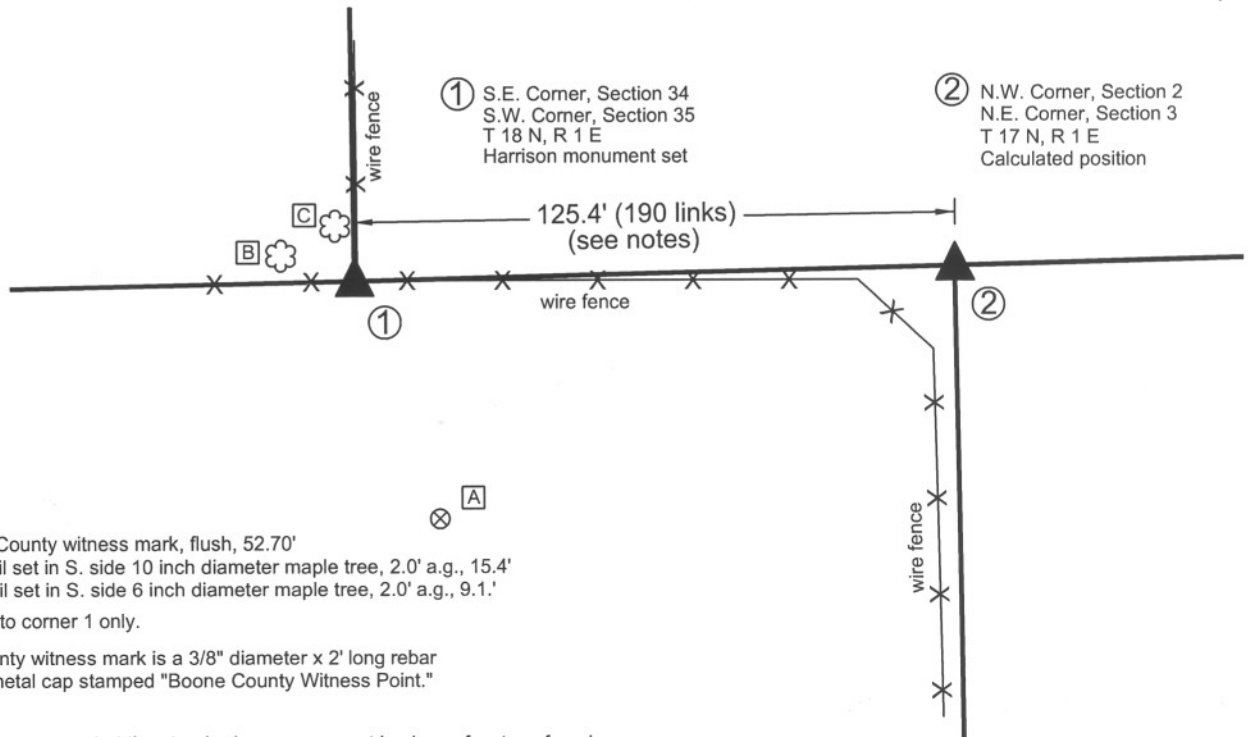 ① S.E. Corner, Section 34
S.W. Corner, Section 35
T 18 N, R 1 E
Harrison monument set
② N.W. Corner, Section 2
N.E. Corner, Section 3
T 17 N, R 1 E
Calculated position
wire fence
125.4' (190 links)
(see notes)
C
B
①
wire fence
②
A
wire fence
County witness mark, flush, 52.70'
il set in S. side 10 inch diameter maple tree, 2.0' a.g., 15.4'
il set in S. side 6 inch diameter maple tree, 2.0' a.g., 9.1.'
to corner 1 only.
nty witness mark is a 3/8" diameter x 2' long rebar
netal cap stamped "Boone County Witness Point."